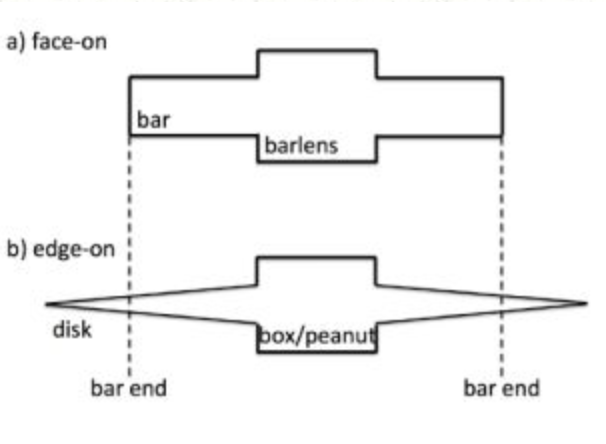 a) face-on
bar
barlens
b) edge-on
disk
box/peanut
bar end
bar end